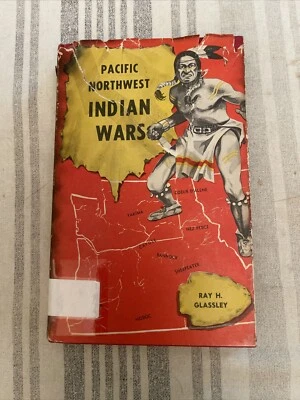 PACIFIC
NORTHWEST
INDIAN
WARS
COEUR D'ALENE
YAKIMA
NEZ PERCE
CAYUSE
BANNOCK
SHEEPEATER
MODOC
RAY H.
GLASSLEY